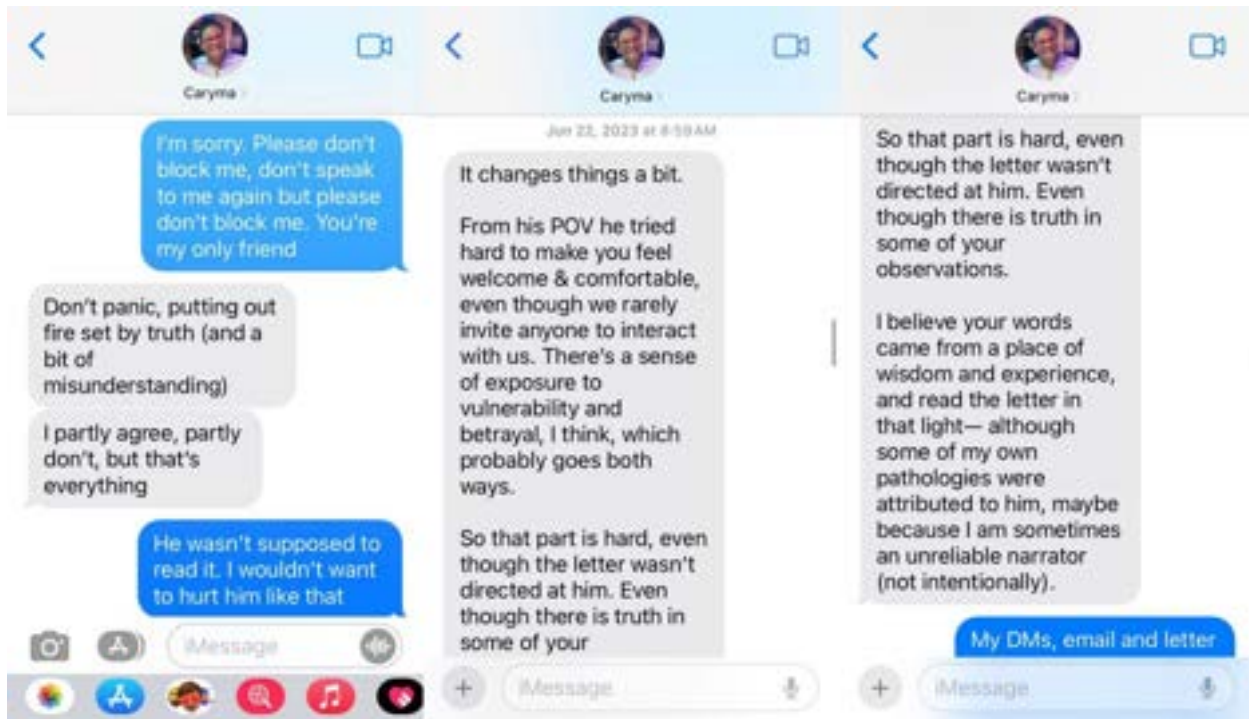 Caryma
I'm sorry. Please don't
block me, don't speak
to me again but please
don't block me. You're
my only friend
Don't panic, putting out
fire set by truth (and a
bit of
misunderstanding)
I partly agree, partly
don't, but that's
everything
He wasn't supposed to
read it. I wouldn't want
to hurt him like that
iMessage
Caryma
Jun 22, 2023 at 8:59 AM
It changes things a bit.
From his POV he tried
hard to make you feel
welcome & comfortable,
even though we rarely
invite anyone to interact
with us. There's a sense
of exposure to
vulnerability and
betrayal, I think, which
probably goes both
ways.
So that part is hard, even
though the letter wasn't
directed at him. Even
though there is truth in
some of your
iMessage
Caryma
So that part is hard, even
though the letter wasn't
directed at him. Even
though there is truth in
some of your
observations.
I believe your words
came from a place of
wisdom and experience,
and read the letter in
that light— although
some of my own
pathologies were
attributed to him, maybe
because I am sometimes
an unreliable narrator
(not intentionally).
My DMs, email and letter
iMessage